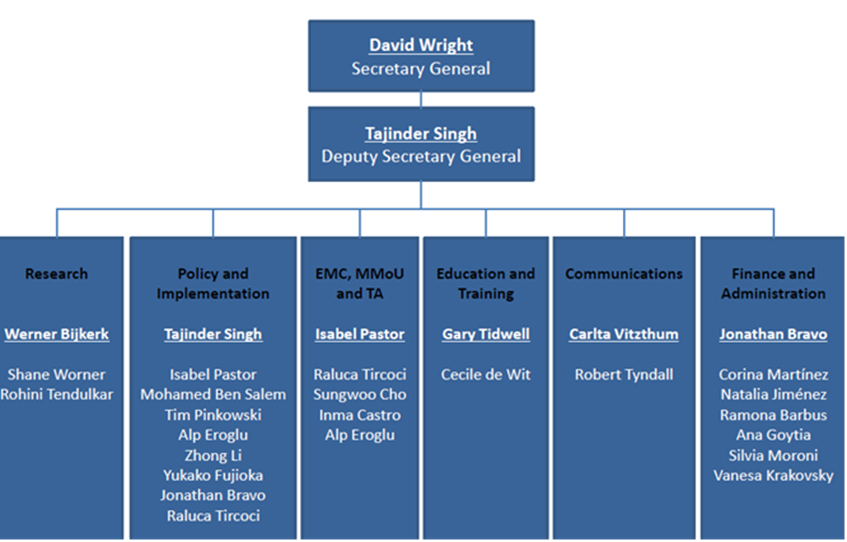 David Wright
Secretary General
Tajinder Singh
Deputy Secretary General
Research
Werner Bijkerk
Shane Worner
Rohini Tendulkar
Policy and
Implementation
Tajinder Singh
Isabel Pastor
Mohamed Ben Salem
Tim Pinkowski
Alp Eroglu
Zhong Li
Yukako Fujioka
Jonathan Bravo
Raluca Tircoci
EMC, MMoU
and TA
Isabel Pastor
Raluca Tircoci
Sungwoo Cho
Inma Castro
Alp Eroglu
Education and
Training
Gary Tidwell
Cecile de Wit
Communications
Carlta Vitzthum
Robert Tyndall
Finance and
Administration
Jonathan Bravo
Corina Martínez
Natalia Jiménez
Ramona Barbus
Ana Goytia
Silvia Moroni
Vanesa Krakovsky